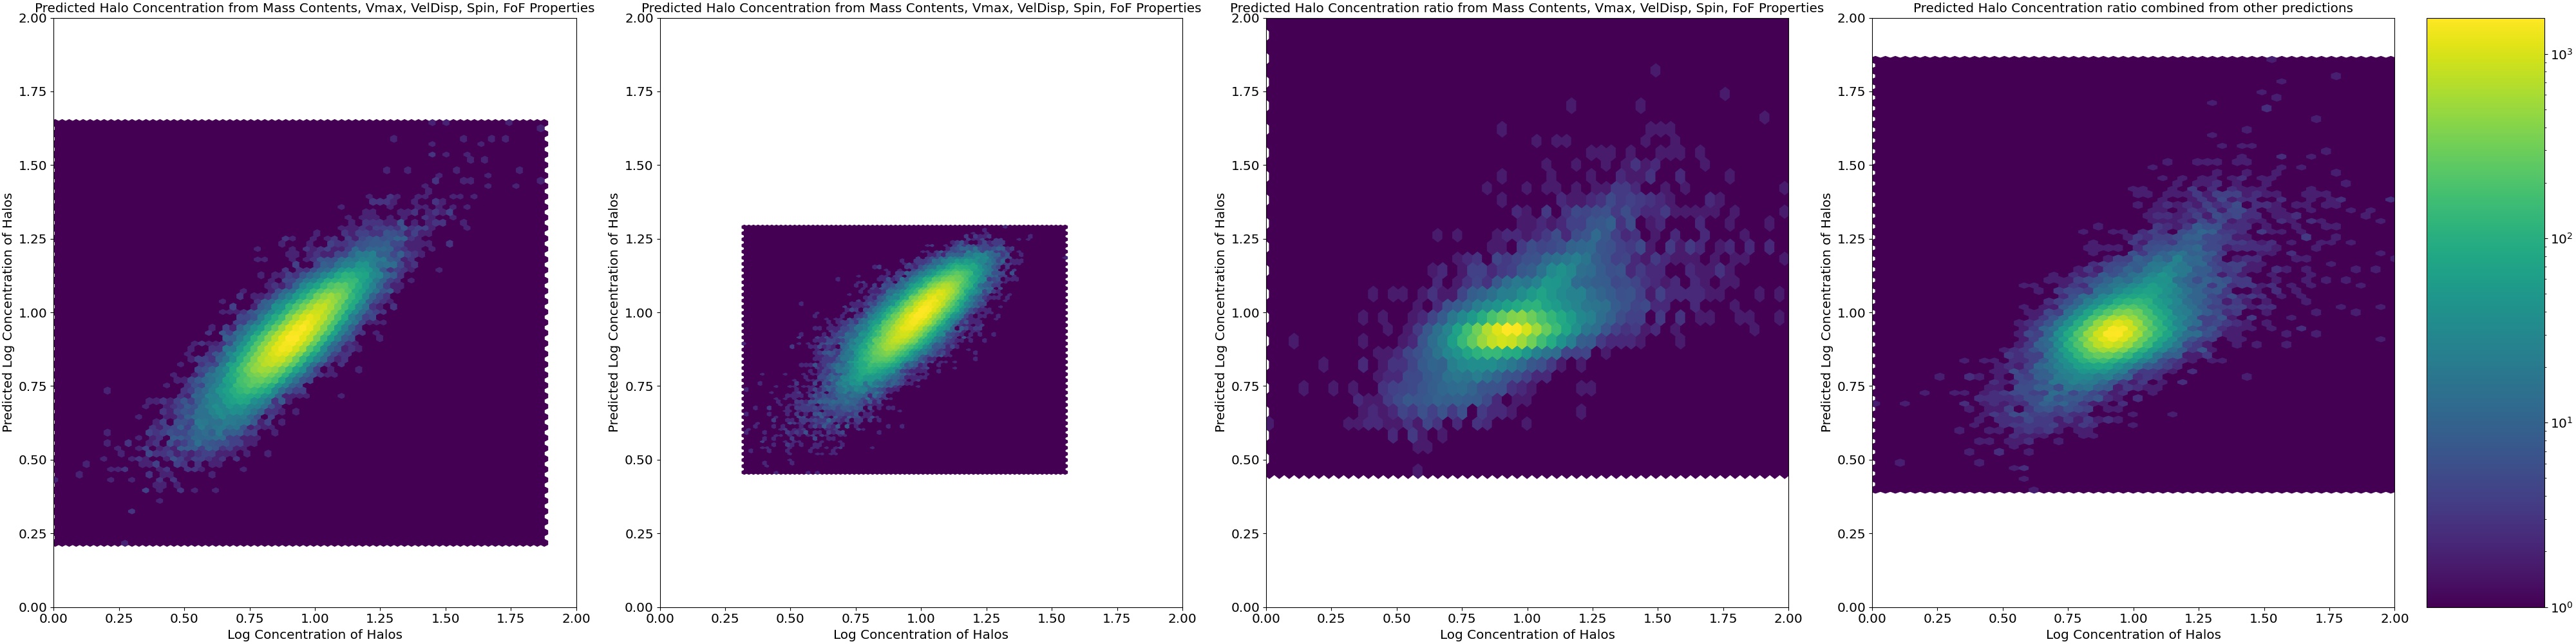 Predicted Halo Concentration from Mass Contents, Vmax, VelDisp, Spin, FoF Properties
2.00
1.75
1.50
1.25
1.00
0.75
0.50
0.25
0.00
Predicted Log Concentration of Halos
0.00 0.25 0.50 0.75 1.00 1.25 1.50 1.75 2.00
Log Concentration of Halos
Predicted Halo Concentration from Mass Contents, Vmax, VelDisp, Spin, FoF Properties
2.00
1.75
1.50
1.25
1.00
0.75
0.50
0.25
0.00
Predicted Log Concentration of Halos
0.00 0.25 0.50 0.75 1.00 1.25 1.50 1.75 2.00
Log Concentration of Halos
Predicted Halo Concentration ratio from Mass Contents, Vmax, VelDisp, Spin, FoF Properties
2.00
1.75
1.50
1.25
1.00
0.75
0.50
0.25
0.00
Predicted Log Concentration of Halos
0.00 0.25 0.50 0.75 1.00 1.25 1.50 1.75 2.00
Log Concentration of Halos
Predicted Halo Concentration ratio combined from other predictions
2.00
1.75
1.50
1.25
1.00
0.75
0.50
0.25
0.00
Predicted Log Concentration of Halos
0.00 0.25 0.50 0.75 1.00 1.25 1.50 1.75 2.00
Log Concentration of Halos
10³
10²
10¹
10⁰